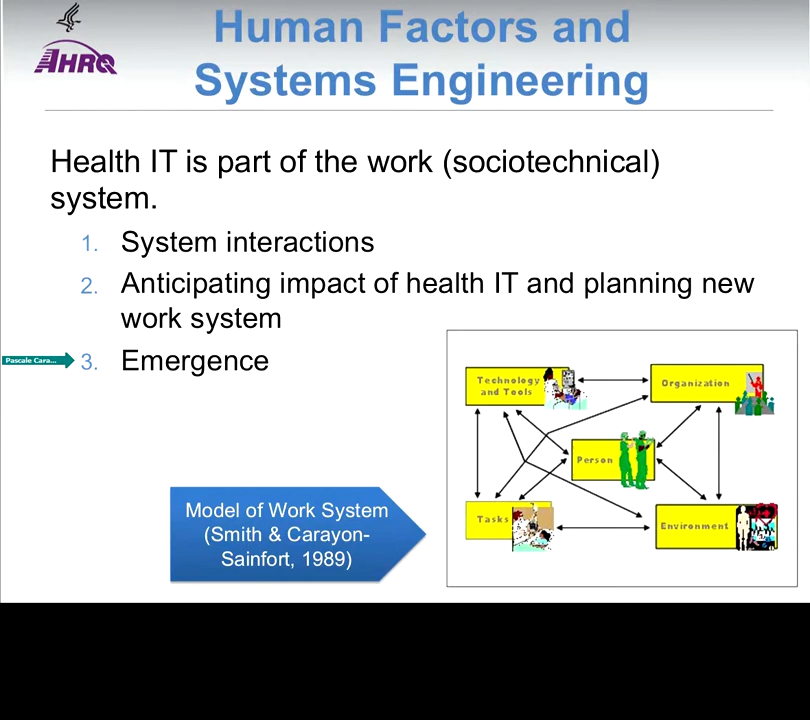 AHRQ
Human Factors and
Systems Engineering
Health IT is part of the work (sociotechnical)
system.
1. System interactions
2. Anticipating impact of health IT and planning new
work system
Pascale Cara...
3. Emergence
Technology
and Tools
Organization
Person
Tasks
Environment
Model of Work System
(Smith & Carayon-
Sainfort, 1989)